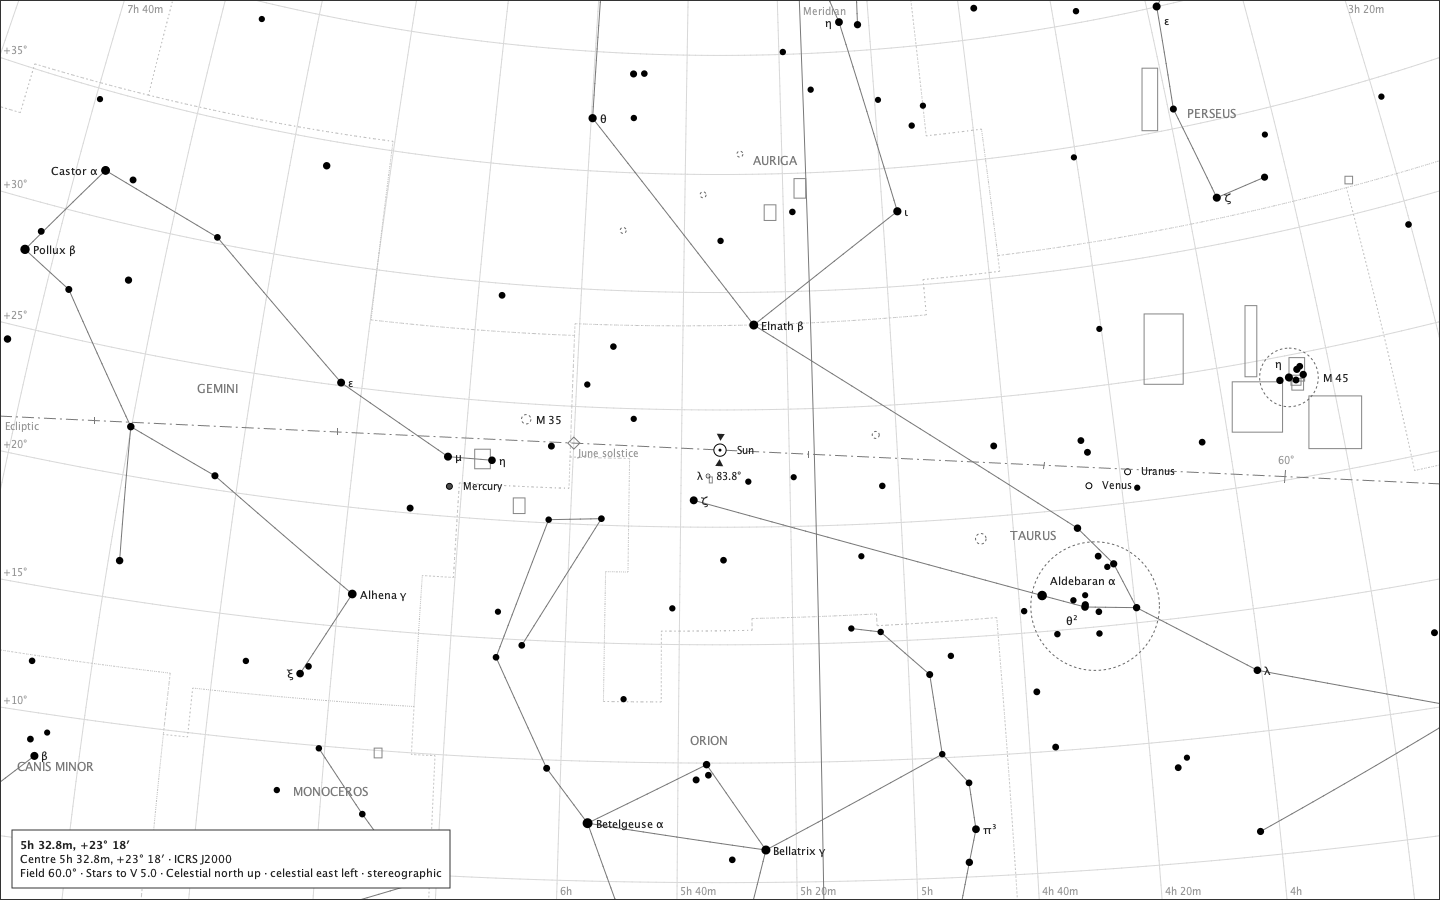 7h 40m
Meridian
3h 20m
η
ε
+35°
θ
PERSEUS
AURIGA
Castor α
+30°
ζ
ι
Pollux β
+25°
Elnath β
η
M 45
GEMINI
ε
Ecliptic
M 35
+20°
June solstice
Sun
μ
η
60°
Uranus
λ☉ 83.8°
Mercury
Venus
ζ
TAURUS
+15°
Aldebaran α
Alhena γ
θ²
ξ
λ
+10°
ORION
β
CANIS MINOR
MONOCEROS
Betelgeuse α
π³
Bellatrix γ
5h 32.8m, +23° 18′
Centre 5h 32.8m, +23° 18′ · ICRS J2000
Field 60.0° · Stars to V 5.0 · Celestial north up · celestial east left · stereographic
6h
5h 40m
5h 20m
5h
4h 40m
4h 20m
4h